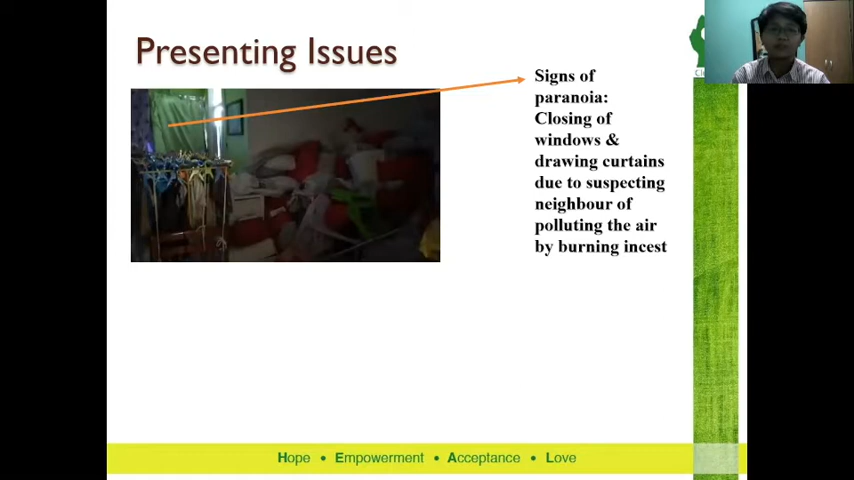 Presenting Issues
Signs of
paranoia:
Closing of
windows &
drawing curtains
due to suspecting
neighbour of
polluting the air
by burning incest
Hope • Empowerment • Acceptance • Love